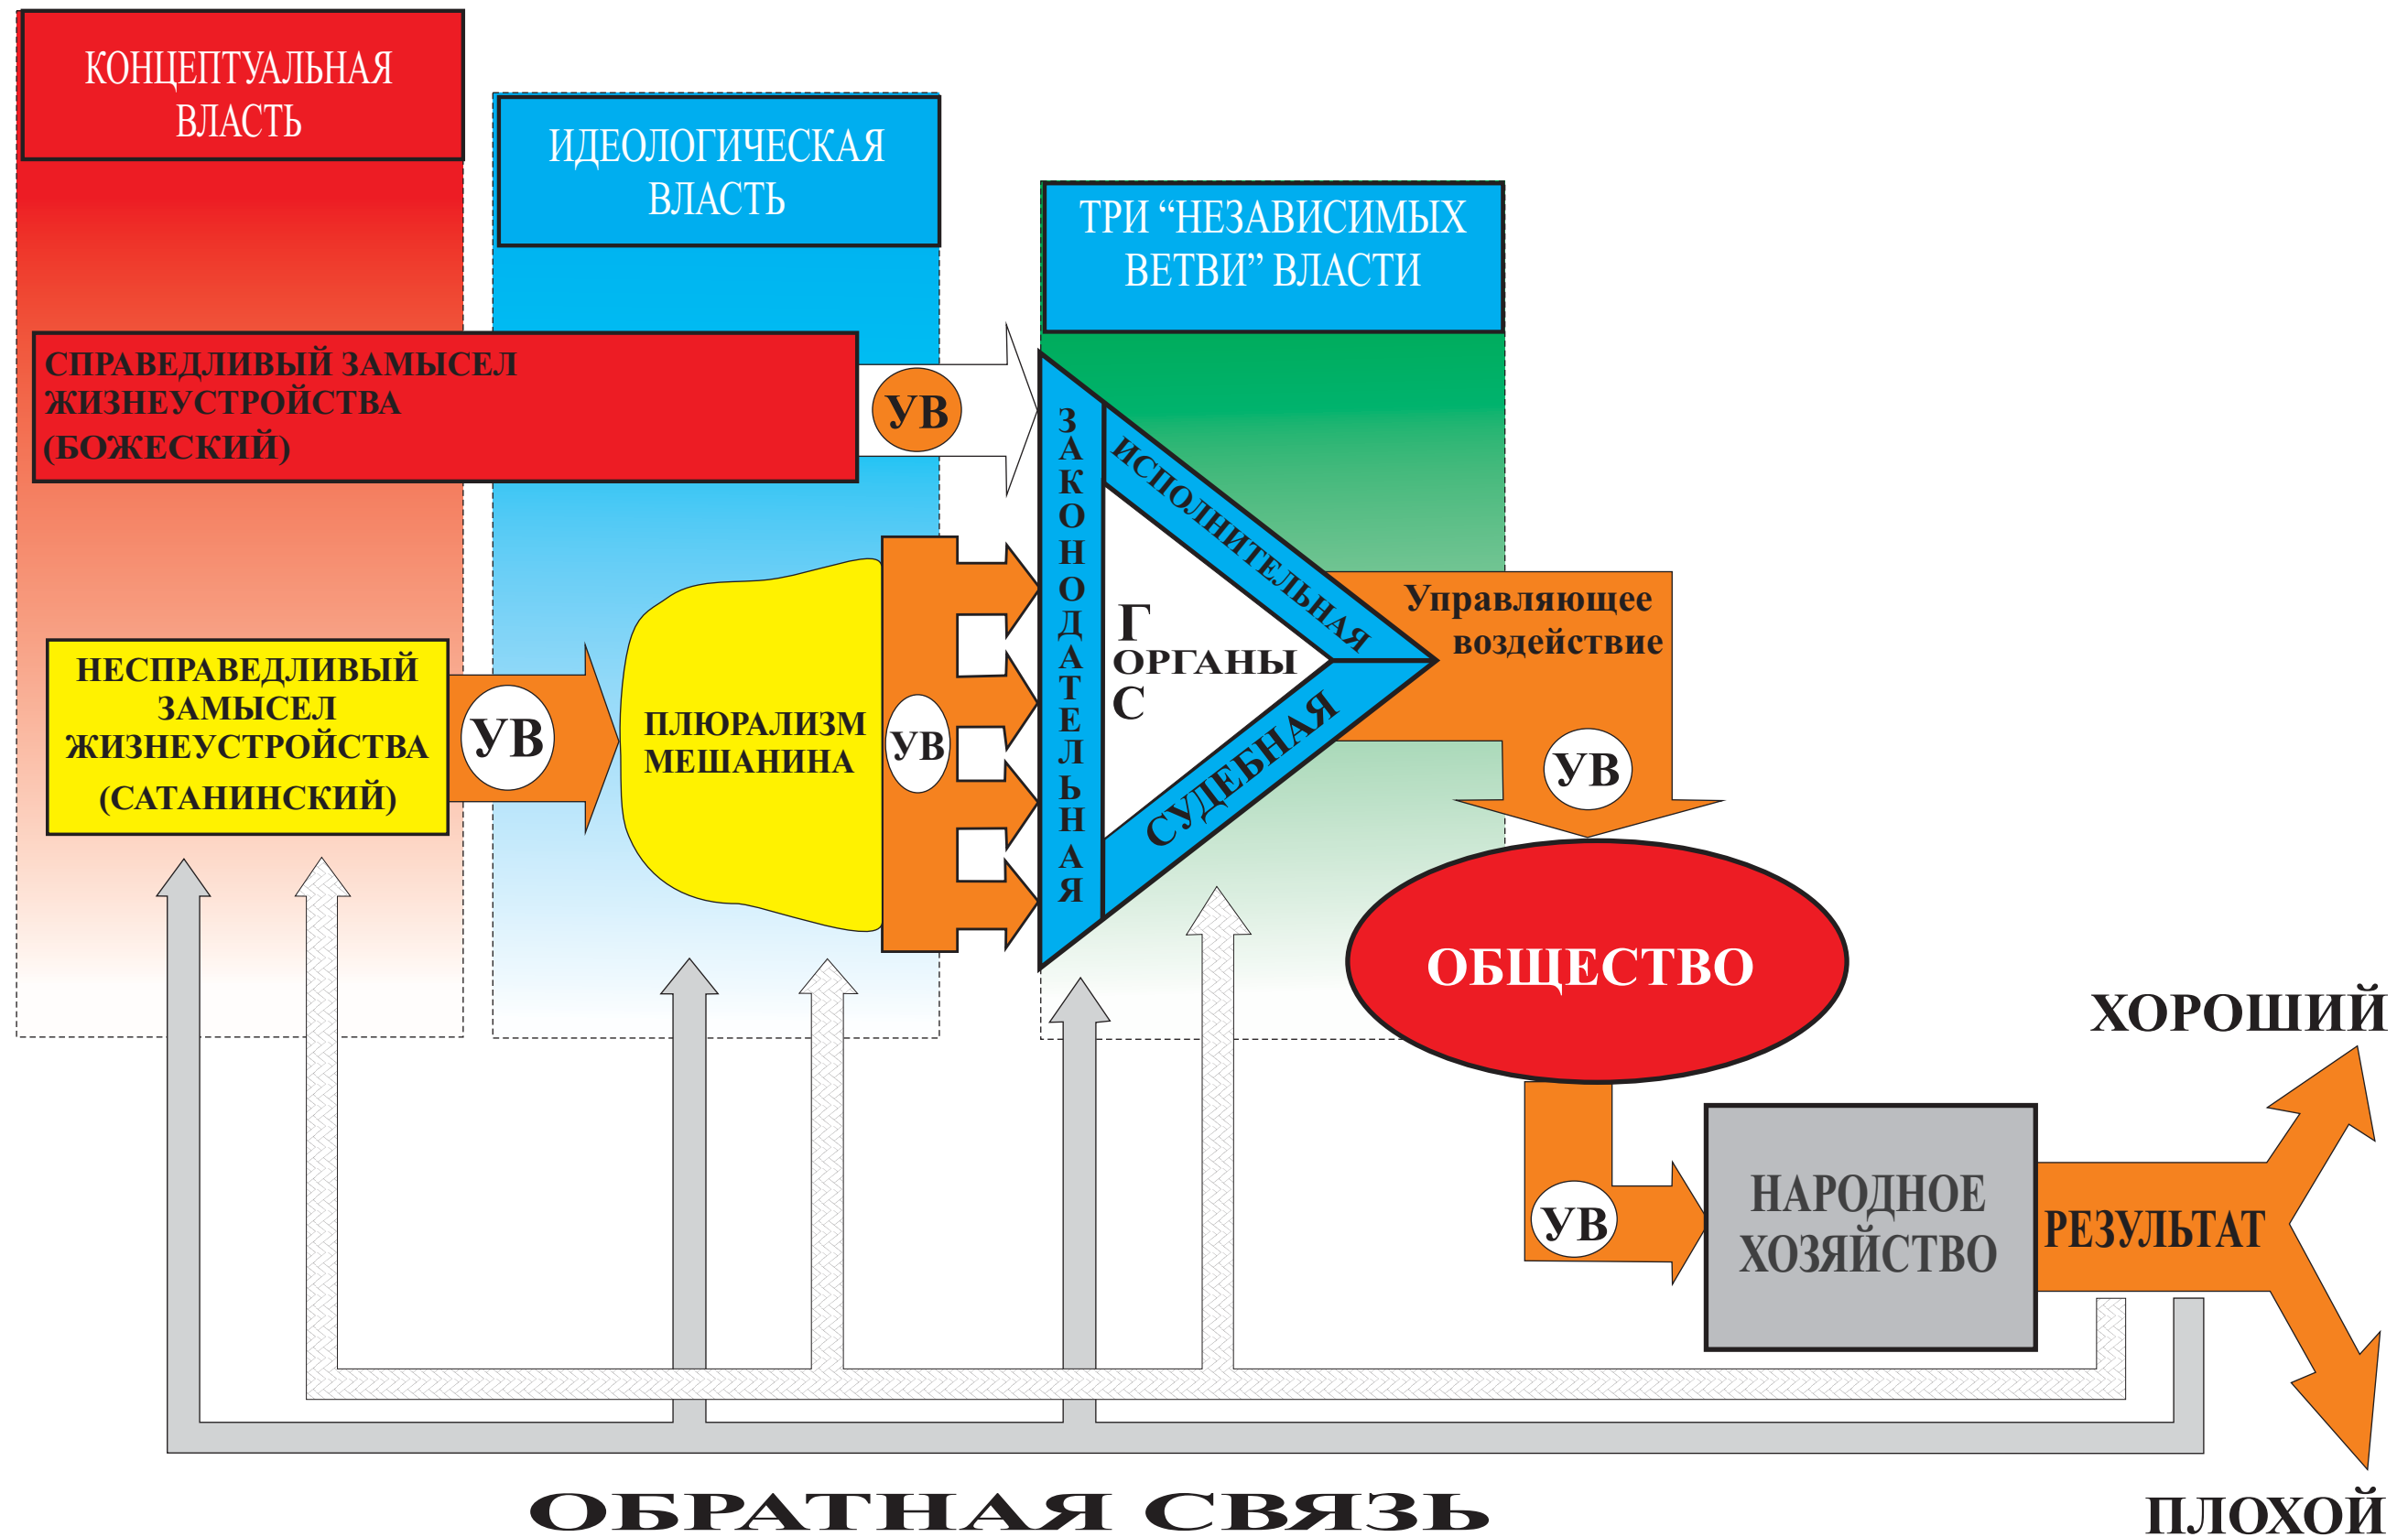 КОНЦЕПТУАЛЬНАЯ
ВЛАСТЬ
ИДЕОЛОГИЧЕСКАЯ
ВЛАСТЬ
ТРИ “НЕЗАВИСИМЫХ
ВЕТВИ” ВЛАСТИ
СПРАВЕДЛИВЫЙ ЗАМЫСЕЛ
ЖИЗНЕУСТРОЙСТВА
(БОЖЕСКИЙ)
УВ
НЕСПРАВЕДЛИВЫЙ
ЗАМЫСЕЛ
ЖИЗНЕУСТРОЙСТВА
(САТАНИНСКИЙ)
УВ
ПЛЮРАЛИЗМ
МЕШАНИНА
УВ
ЗАКОНОДАТЕЛЬНАЯ
ИСПОЛНИТЕЛЬНАЯ
СУДЕБНАЯ
Г
ОРГАНЫ
С
Управляющее
воздействие
УВ
ОБЩЕСТВО
УВ
НАРОДНОЕ
ХОЗЯЙСТВО
РЕЗУЛЬТАТ
ХОРОШИЙ
ПЛОХОЙ
ОБРАТНАЯ СВЯЗЬ